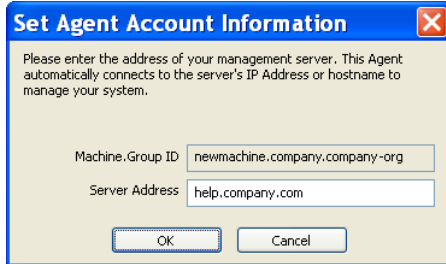 Set Agent Account Information
Please enter the address of your management server. This Agent
automatically connects to the server's IP Address or hostname to
manage your system.
Machine.Group ID newmachine.company.company-org
Server Address help.company.com
OK Cancel